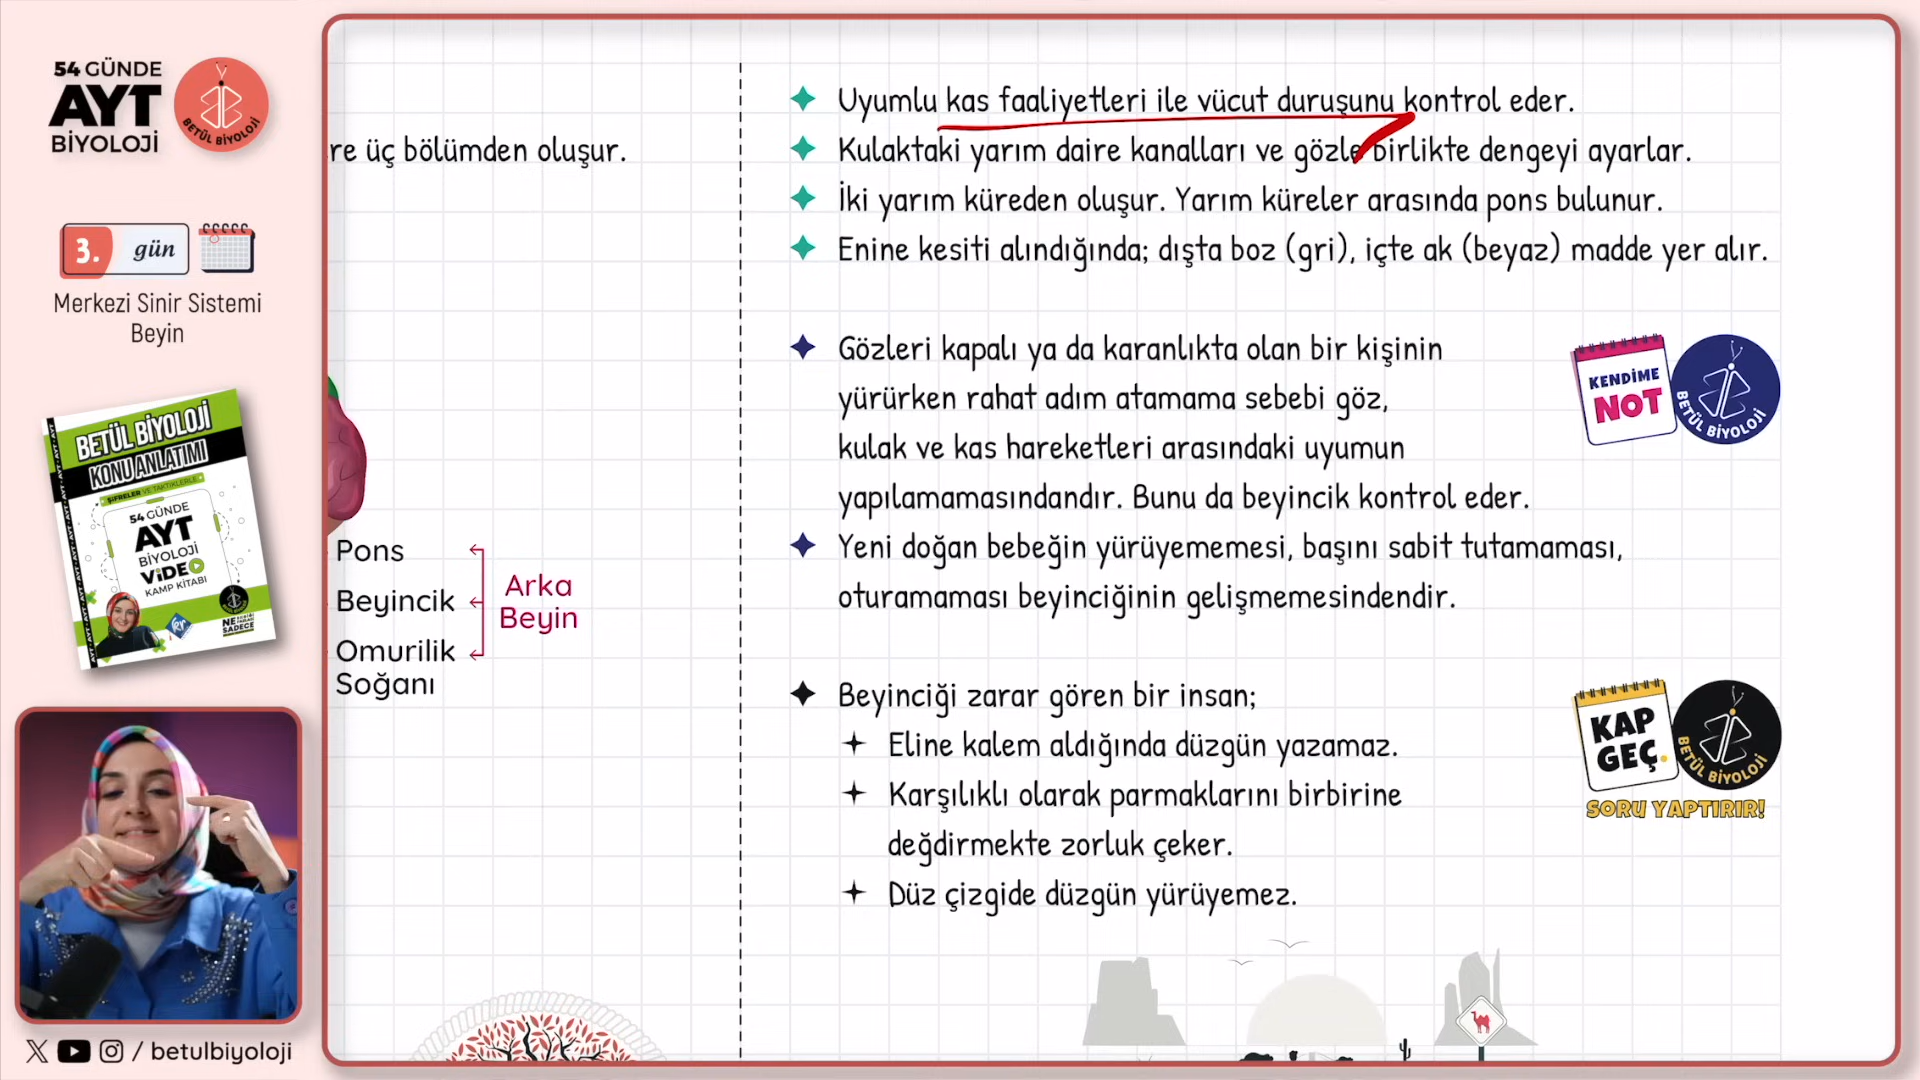 54 GÜNDE
AYT
BİYOLOJİ
BETÜL BİYOLOJİ
3. gün
Merkezi Sinir Sistemi
Beyin
BETÜL BİYOLOJİ
KONU ANLATIMI
ŞİFRELER VE TAKTİKLERLE
54 GÜNDE
AYT
BİYOLOJİ
VİDEO
KAMP KİTABI
/ betulbiyoloji
re üç bölümden oluşur.
Pons
Beyincik
Omurilik
Soğanı
Arka
Beyin
Uyumlu kas faaliyetleri ile vücut duruşunu kontrol eder.
Kulaktaki yarım daire kanalları ve gözle birlikte dengeyi ayarlar.
İki yarım küreden oluşur. Yarım küreler arasında pons bulunur.
Enine kesiti alındığında; dışta boz (gri), içte ak (beyaz) madde yer alır.
Gözleri kapalı ya da karanlıkta olan bir kişinin
yürürken rahat adım atamama sebebi göz,
kulak ve kas hareketleri arasındaki uyumun
yapılamamasındandır. Bunu da beyincik kontrol eder.
Yeni doğan bebeğin yürüyememesi, başını sabit tutamaması,
oturamaması beyinciğinin gelişmemesindendir.
KENDİME
NOT
BETÜL BİYOLOJİ
Beyinciği zarar gören bir insan;
Eline kalem aldığında düzgün yazamaz.
Karşılıklı olarak parmaklarını birbirine
değdirmekte zorluk çeker.
Düz çizgide düzgün yürüyemez.
KAP
GEÇ.
BETÜL BİYOLOJİ
SORU YAPTIRIR!